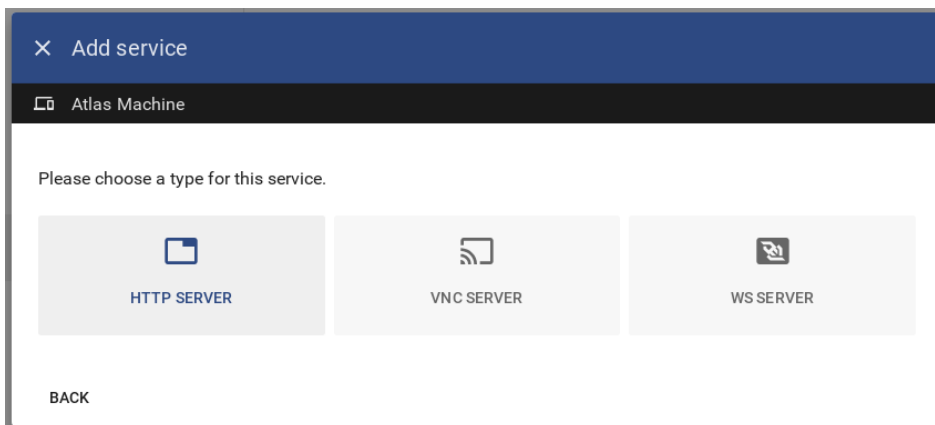 Add service
Atlas Machine
Please choose a type for this service.
HTTP SERVER VNC SERVER WS SERVER
BACK